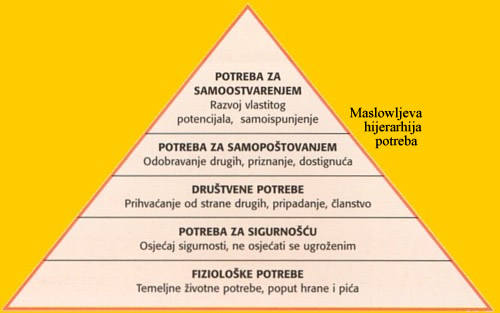 POTREBA ZA
SAMOOSTVARENJEM
Razvoj vlastitog
potencijala, samoispunjenje
Maslowljeva
hijerarhija
potreba
POTREBA ZA SAMOPOŠTOVANJEM
Odobravanje drugih, priznanje, dostignuća
DRUŠTVENE POTREBE
Prihvaćanje od strane drugih, pripadanje, članstvo
POTREBA ZA SIGURNOŠĆU
Osjećaj sigurnosti, ne osjećati se ugroženim
FIZIOLOŠKE POTREBE
Temeljne životne potrebe, poput hrane i pića